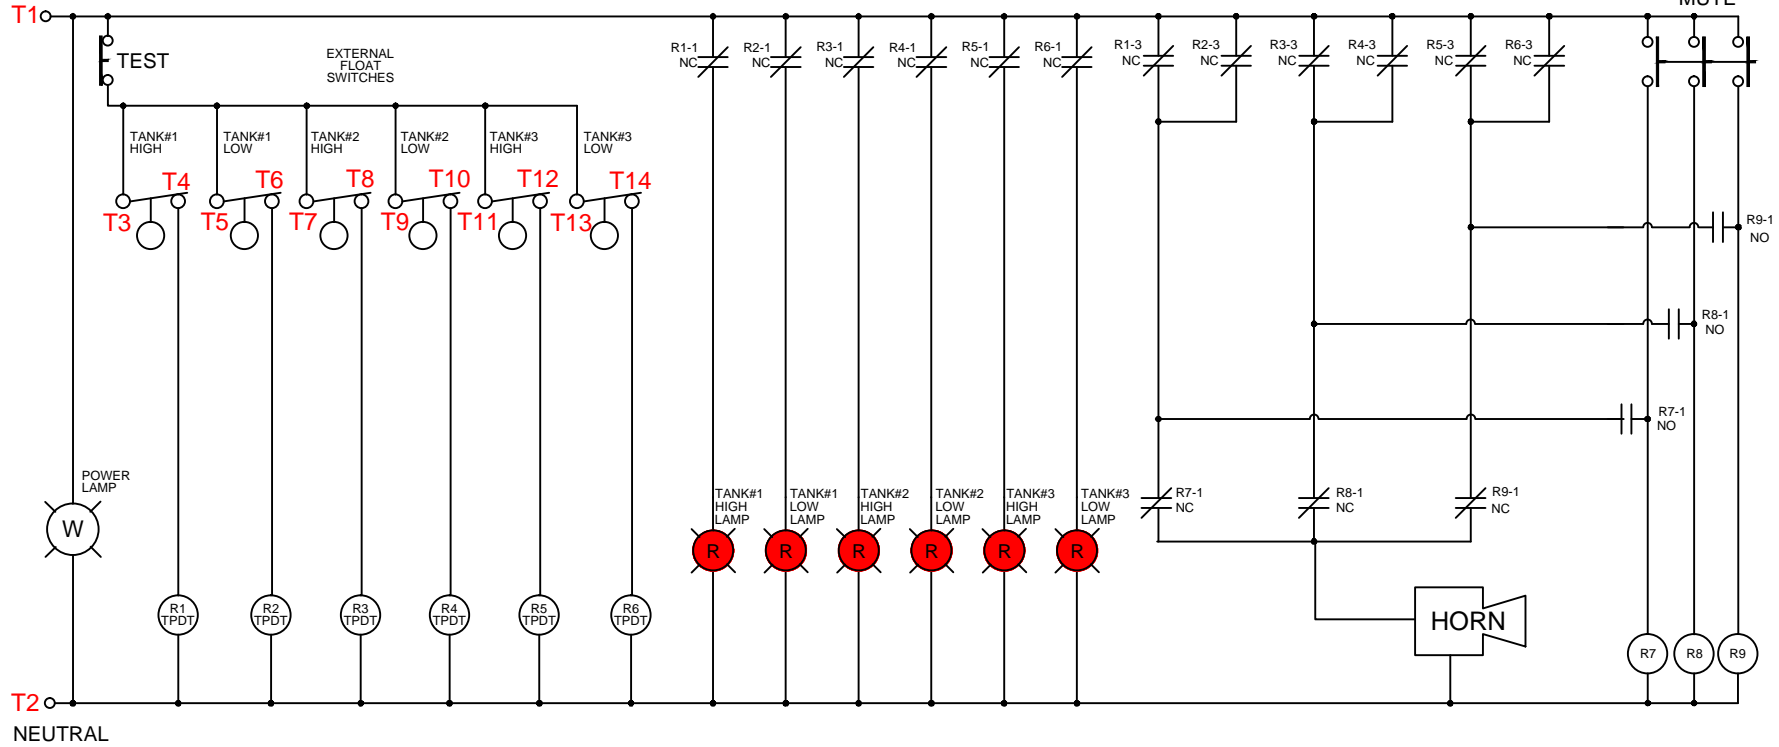 MUTE
T1
TEST
EXTERNAL
FLOAT
SWITCHES
R1-1
NC
R2-1
NC
R3-1
NC
R4-1
NC
R5-1
NC
R6-1
NC
R1-3
NC
R2-3
NC
R3-3
NC
R4-3
NC
R5-3
NC
R6-3
NC
TANK#1
HIGH
TANK#1
LOW
TANK#2
HIGH
TANK#2
LOW
TANK#3
HIGH
TANK#3
LOW
T4
T6
T8
T10
T12
T14
T3
T5
T7
T9
T11
T13
R9-1
NO
R8-1
NO
R7-1
NO
POWER
LAMP
W
TANK#1
HIGH
LAMP
TANK#1
LOW
LAMP
TANK#2
HIGH
LAMP
TANK#2
LOW
LAMP
TANK#3
HIGH
LAMP
TANK#3
LOW
LAMP
R7-1
NC
R8-1
NC
R9-1
NC
R
R
R
R
R
R
R1
TPDT
R2
TPDT
R3
TPDT
R4
TPDT
R5
TPDT
R6
TPDT
HORN
R7
R8
R9
T2
NEUTRAL